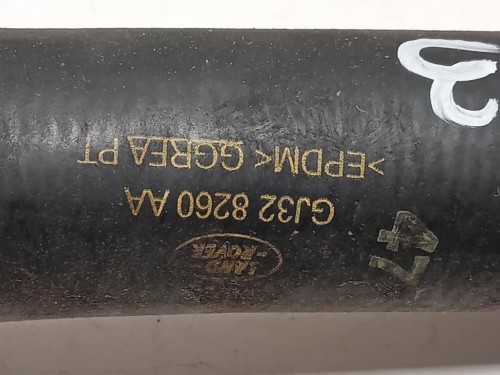 LAND
-ROVER-
GJ32 8260 AA
>EPDM< GGREA PT